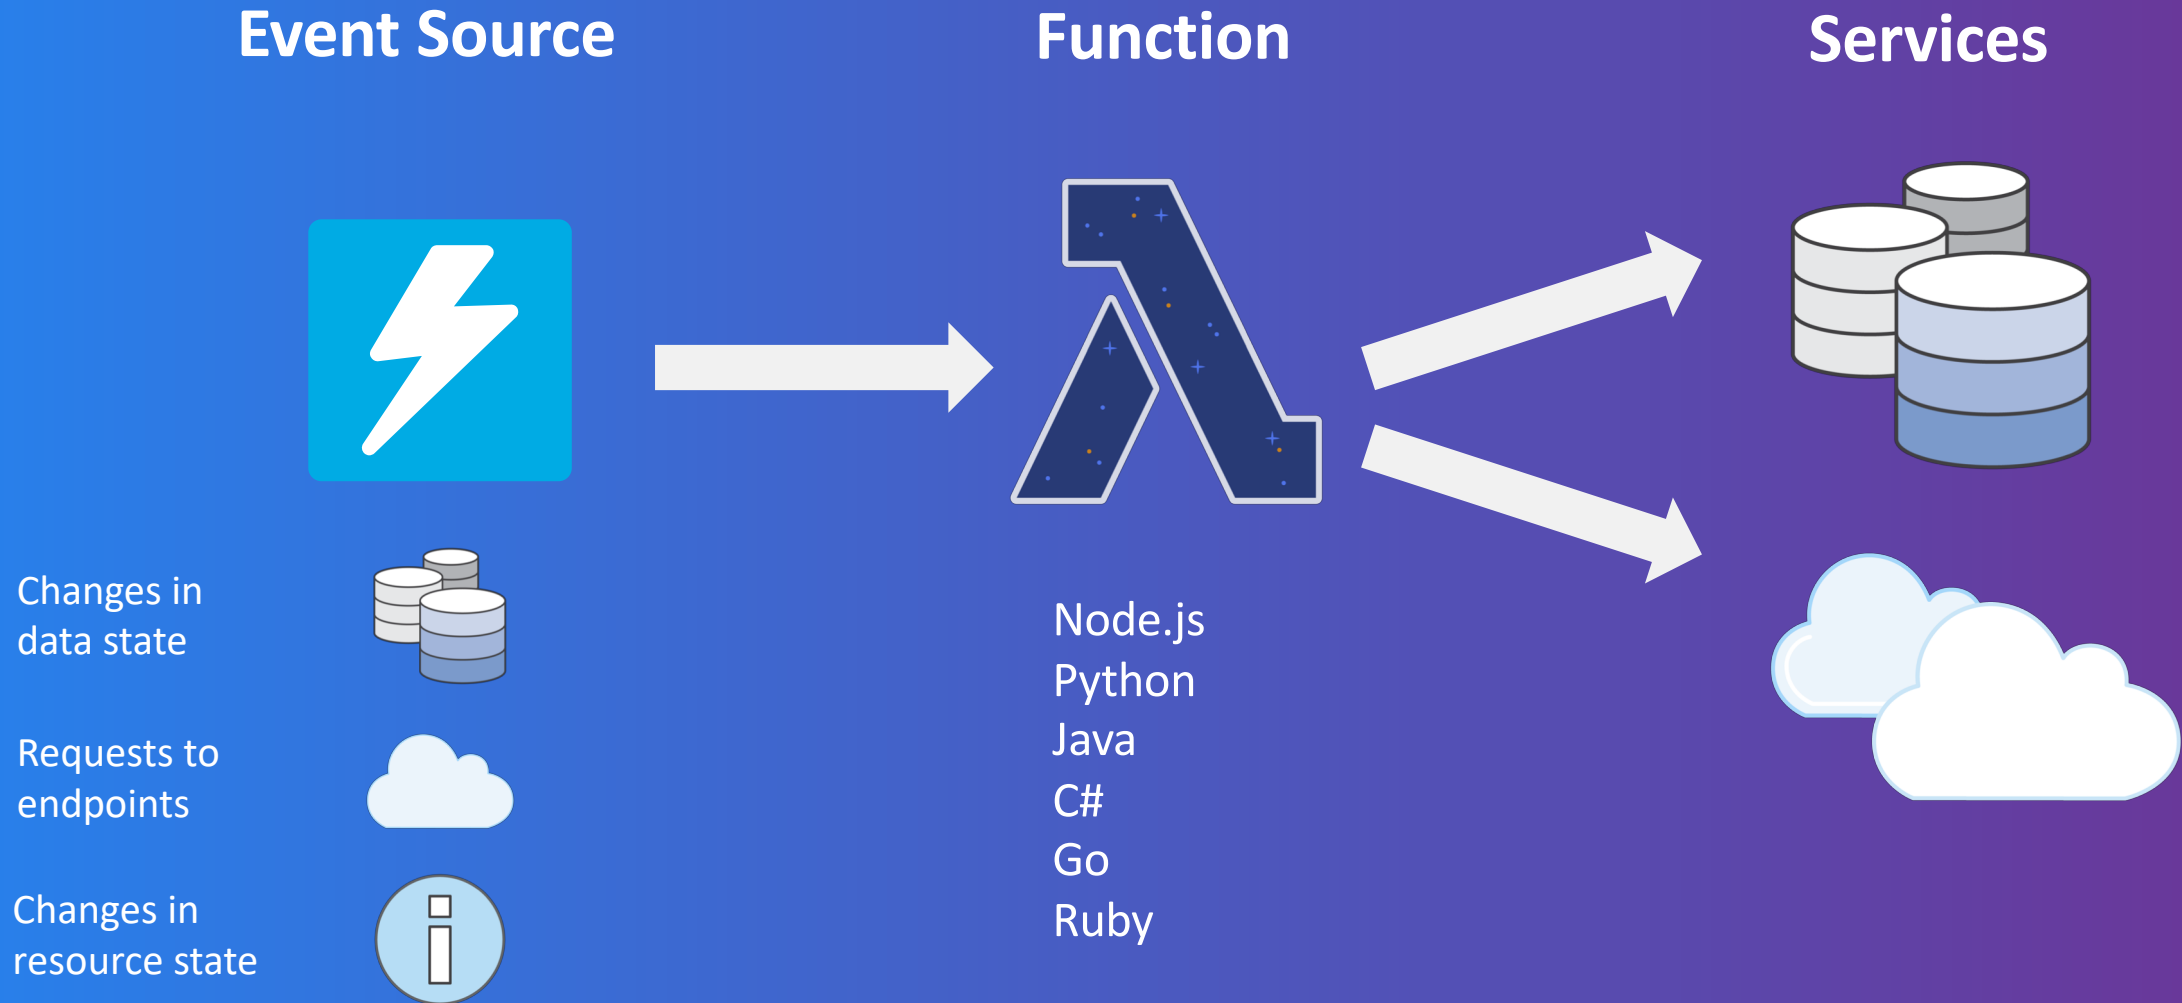 Event Source
Function
Services
Changes in
data state
Requests to
endpoints
Changes in
resource state
Node.js
Python
Java
C#
Go
Ruby